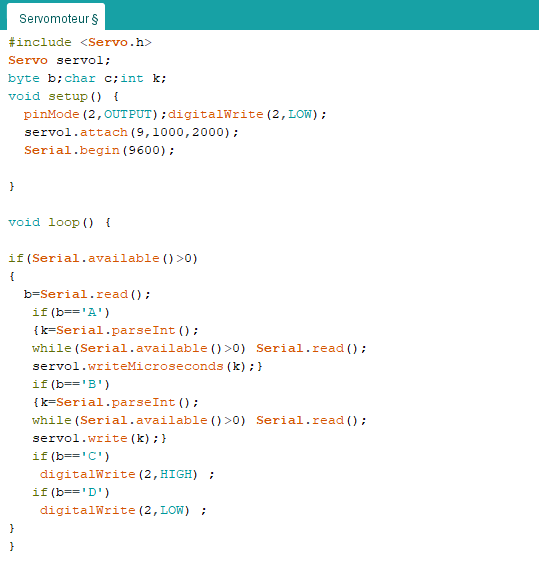 Servomoteur §
#include <Servo.h>
Servo servo1;
byte b;char c;int k;
void setup() {
  pinMode(2,OUTPUT);digitalWrite(2,LOW);
  servo1.attach(9,1000,2000);
  Serial.begin(9600);

}

void loop() {

if(Serial.available()>0)
{
  b=Serial.read();
   if(b=='A')
   {k=Serial.parseInt();
   while(Serial.available()>0) Serial.read();
   servo1.writeMicroseconds(k);}
   if(b=='B')
   {k=Serial.parseInt();
   while(Serial.available()>0) Serial.read();
   servo1.write(k);}
   if(b=='C')
    digitalWrite(2,HIGH) ;
   if(b=='D')
    digitalWrite(2,LOW) ;
}
}